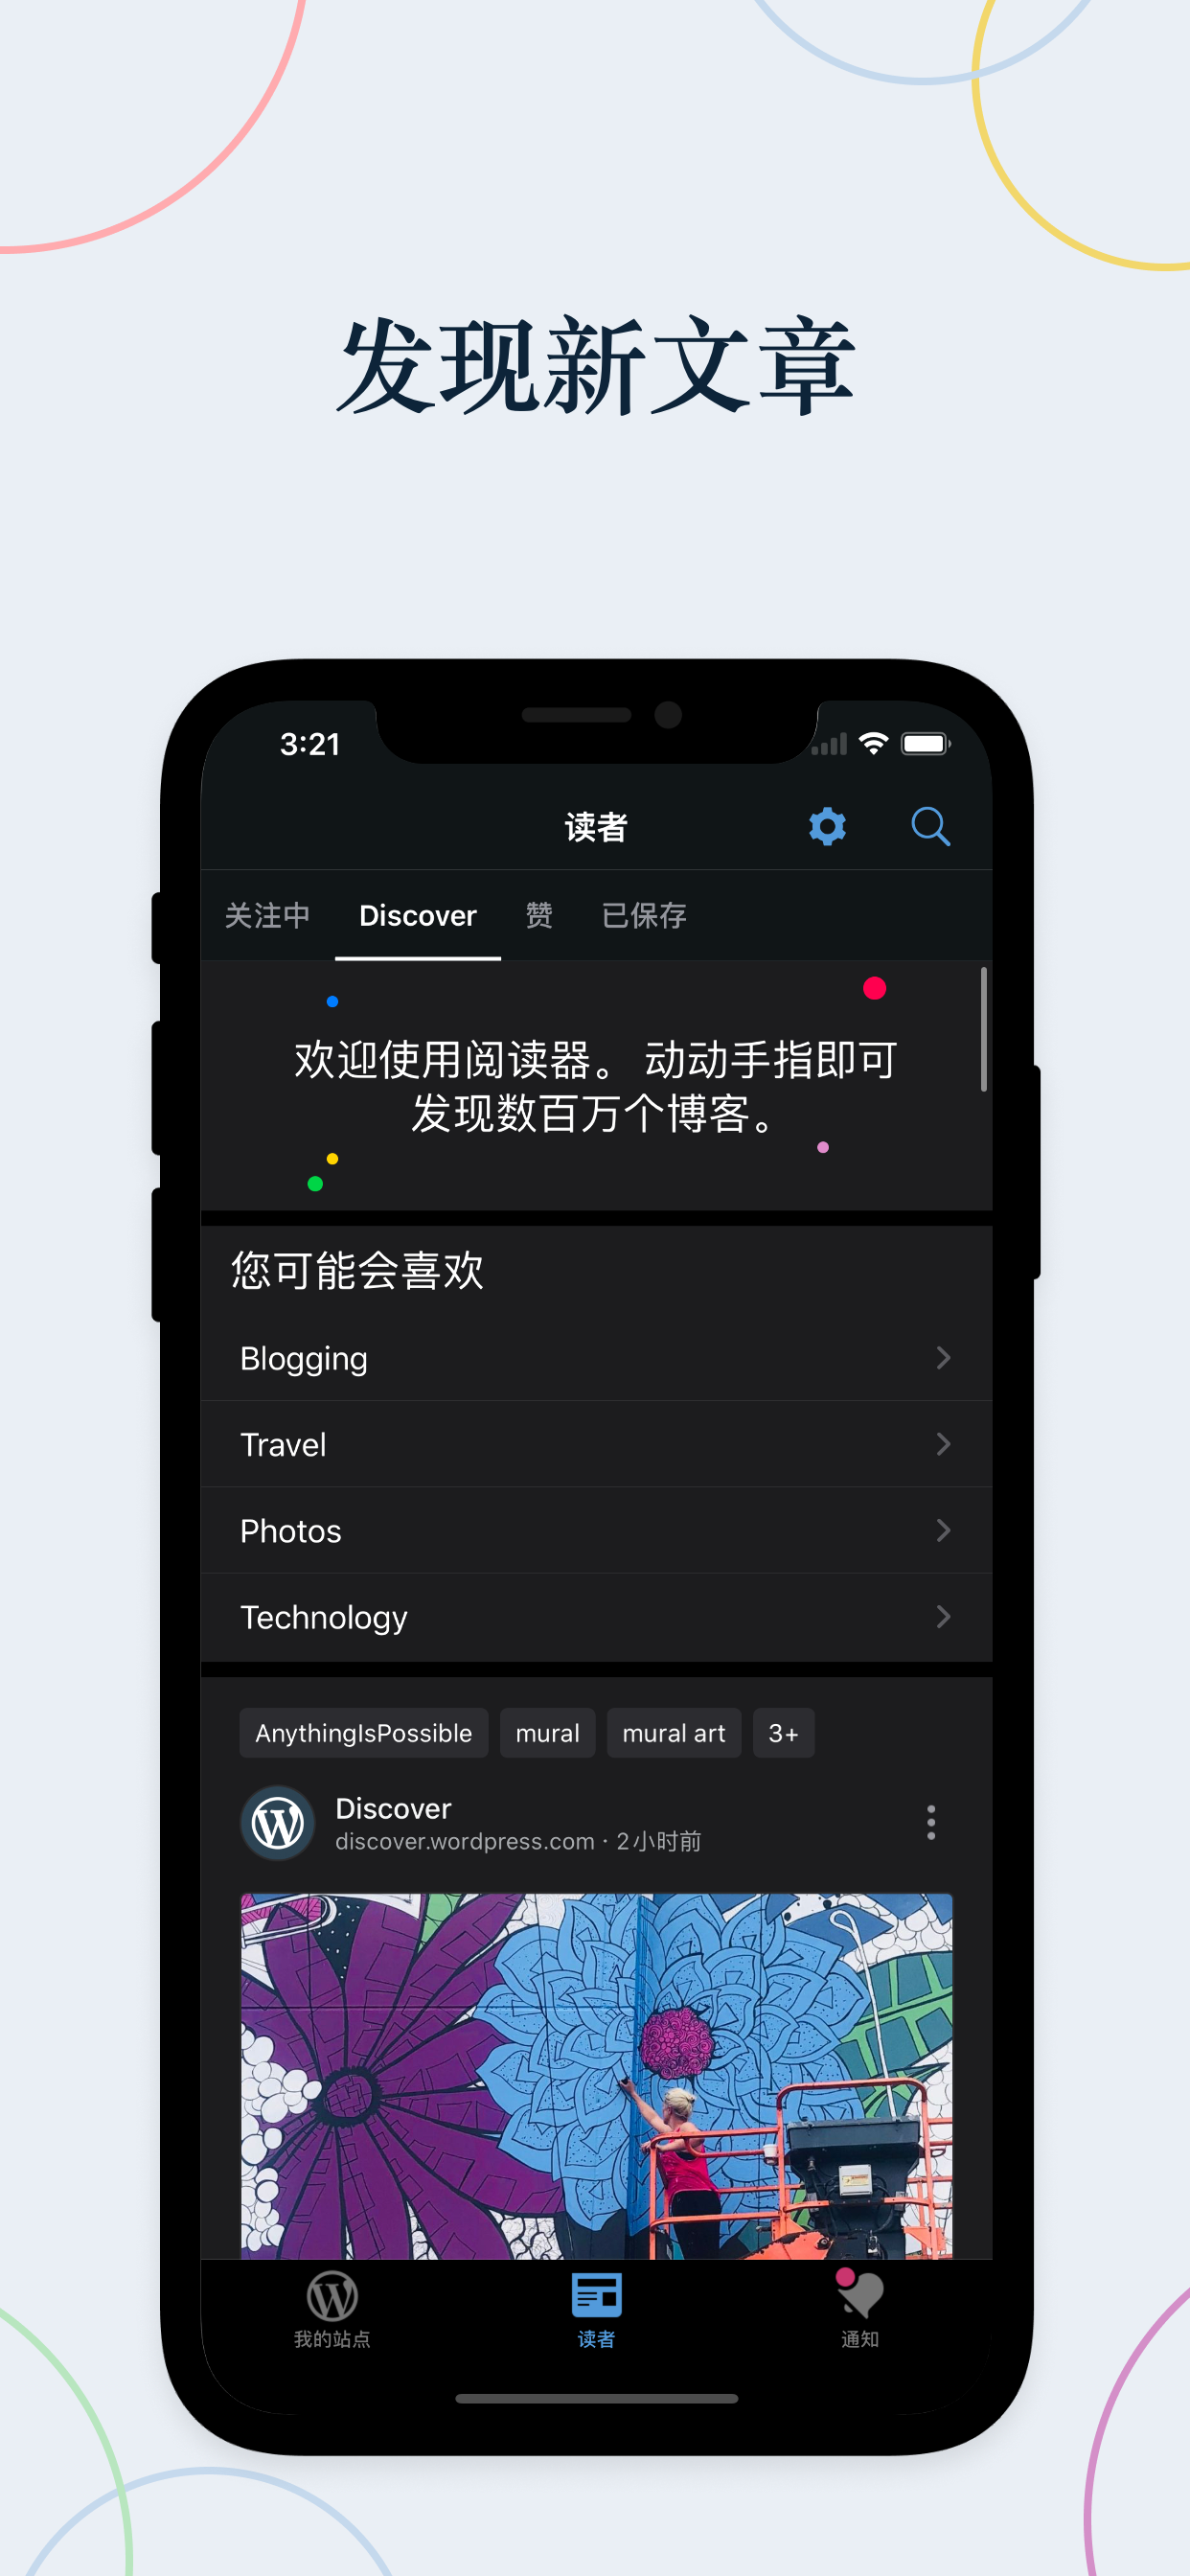 发现新文章
3:21
读者
关注中 Discover 赞 已保存
欢迎使用阅读器。 动动手指即可
发现数百万个博客。
您可能会喜欢
Blogging
Travel
Photos
Technology
AnythingIsPossible mural mural art 3+
Discover
discover.wordpress.com · 2小时前
我的站点 读者 通知